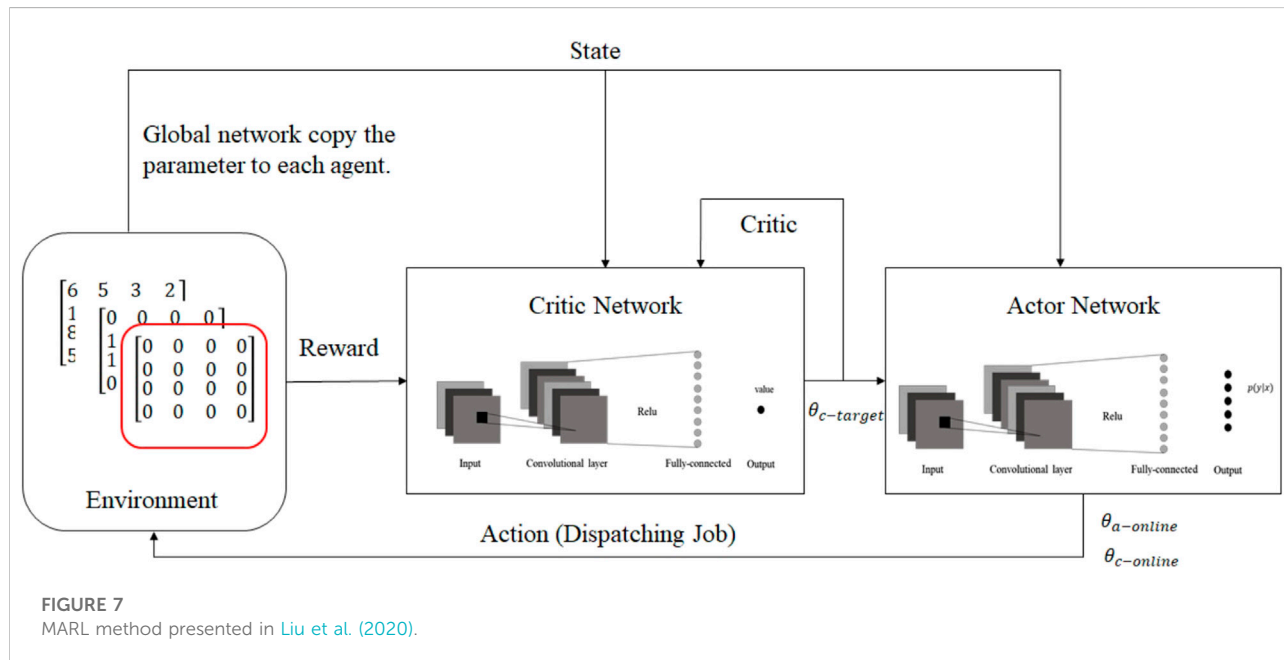 State
Global network copy the
parameter to each agent.
Critic
6 5 3 2
1 0 0 0 0
8 1 0 0 0 0
5 1 0 0 0 0
0 0 0 0 0
0 0 0 0
Environment
Reward
Critic Network
value
Relu
Input Convolutional layer Fully-connected Output
θc-target
Actor Network
p(y|x)
Relu
Input Convolutional layer Fully-connected Output
θa-online
θc-online
Action (Dispatching Job)
FIGURE 7
MARL method presented in Liu et al. (2020).